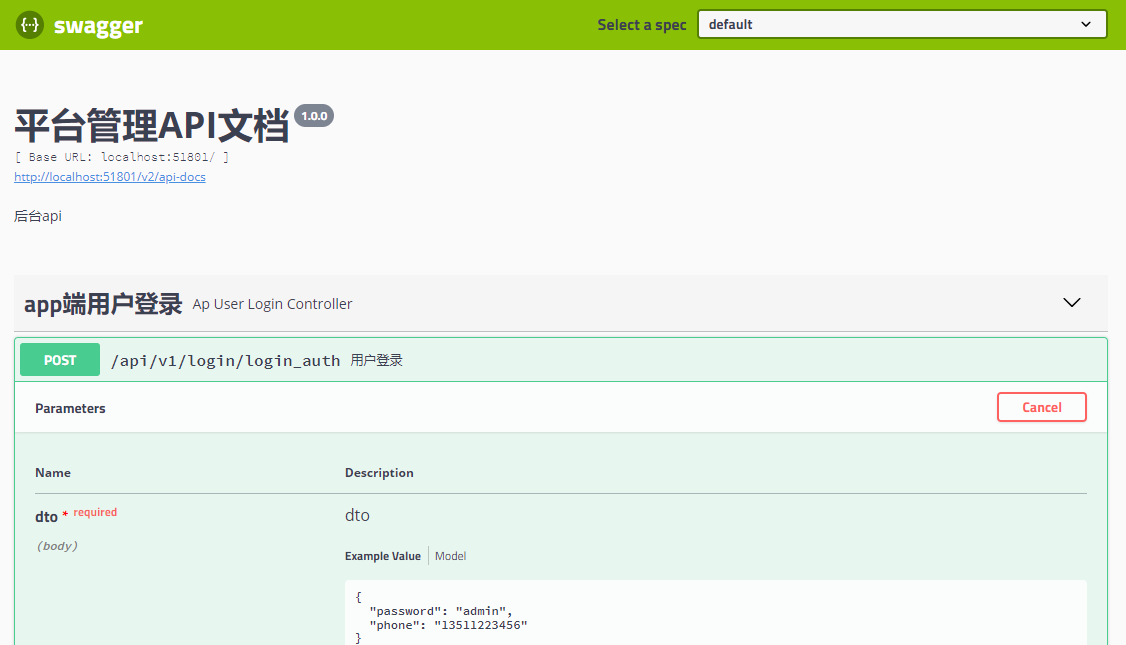 {··} swagger Select a spec default
平台管理API文档 1.0.0
[ Base URL: localhost:51801/ ]
http://localhost:51801/v2/api-docs
后台api
app端用户登录 Ap User Login Controller
POST /api/v1/login/login_auth 用户登录
Parameters Cancel
Name Description
dto * required dto
(body)
Example Value Model
{
"password": "admin",
"phone": "13511223456"
}